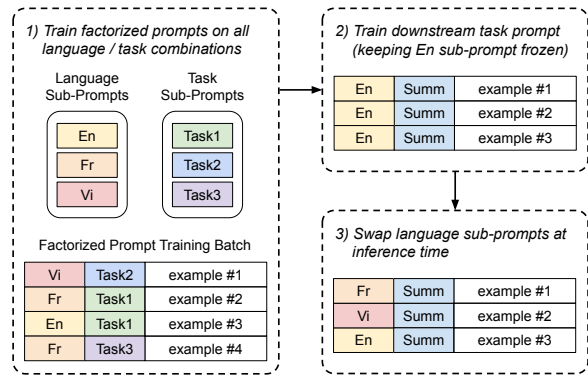 1) Train factorized prompts on all
language / task combinations
Language
Sub-Prompts
Task
Sub-Prompts
En
Fr
Vi
Task1
Task2
Task3
Factorized Prompt Training Batch
Vi Task2 example #1
Fr Task1 example #2
En Task1 example #3
Fr Task3 example #4
2) Train downstream task prompt
(keeping En sub-prompt frozen)
En Summ example #1
En Summ example #2
En Summ example #3
3) Swap language sub-prompts at
inference time
Fr Summ example #1
Vi Summ example #2
En Summ example #3